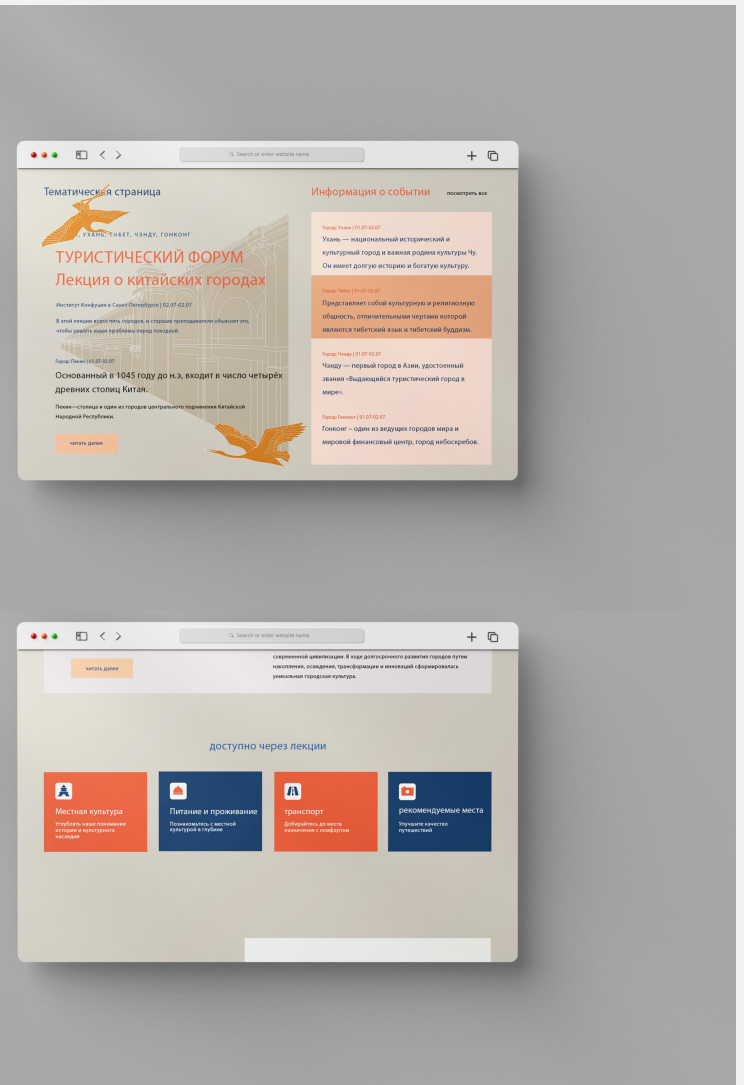 Search or enter website name
Тематическая страница
, УХАНЬ, ТИБЕТ, ЧЭНДУ, ГОНКОНГ
ТУРИСТИЧЕСКИЙ ФОРУМ
Лекция о китайских городах
Институт Конфуция в Санкт-Петербурге | 02.07-02.07
В этой лекции всего пять городов, и старшие преподаватели объяснят это,
чтобы решить ваши проблемы перед поездкой.
Город: Пекин | 01.07-02.07
Основанный в 1045 году до н.э, входит в число четырёх
древних столиц Китая.
Пекин—столица и один из городов центрального подчинения Китайской
Народной Республики.
читать далее
Информация о событии
посмотреть все
Город: Ухань | 01.07-02.07
Ухань — национальный исторический и
культурный город и важная родина культуры Чу.
Он имеет долгую историю и богатую культуру.
Город: Тибет | 01.07-02.07
Представляет собой культурную и религиозную
общность, отличительными чертами которой
являются тибетский язык и тибетский буддизм.
Город: Чэнду | 01.07-02.07
Чэнду — первый город в Азии, удостоенный
звания «Выдающийся туристический город в
мире».
Город: Гонконг | 01.07-02.07
Гонконг – один из ведущих городов мира и
мировой финансовый центр, город небоскребов.
Search or enter website name
читать далее
современной цивилизации. В ходе долгосрочного развития городов путем
накопления, осаждения, трансформации и инноваций сформировалась
уникальная городская культура.
доступно через лекции
Местная культура
Углублять наше понимание
истории и культурного
наследия
Питание и проживание
Познакомьтесь с местной
культурой в глубине
транспорт
Добирайтесь до места
назначения с комфортом
рекомендуемые места
Улучшите качество
путешествий